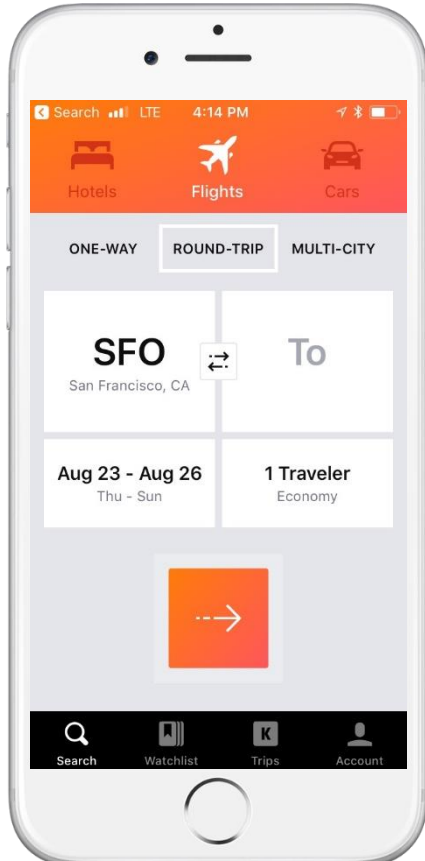 Search LTE 4:14 PM
Hotels Flights Cars
ONE-WAY ROUND-TRIP MULTI-CITY
SFO To
San Francisco, CA
Aug 23 - Aug 26 1 Traveler
Thu - Sun Economy
K
Search Watchlist Trips Account